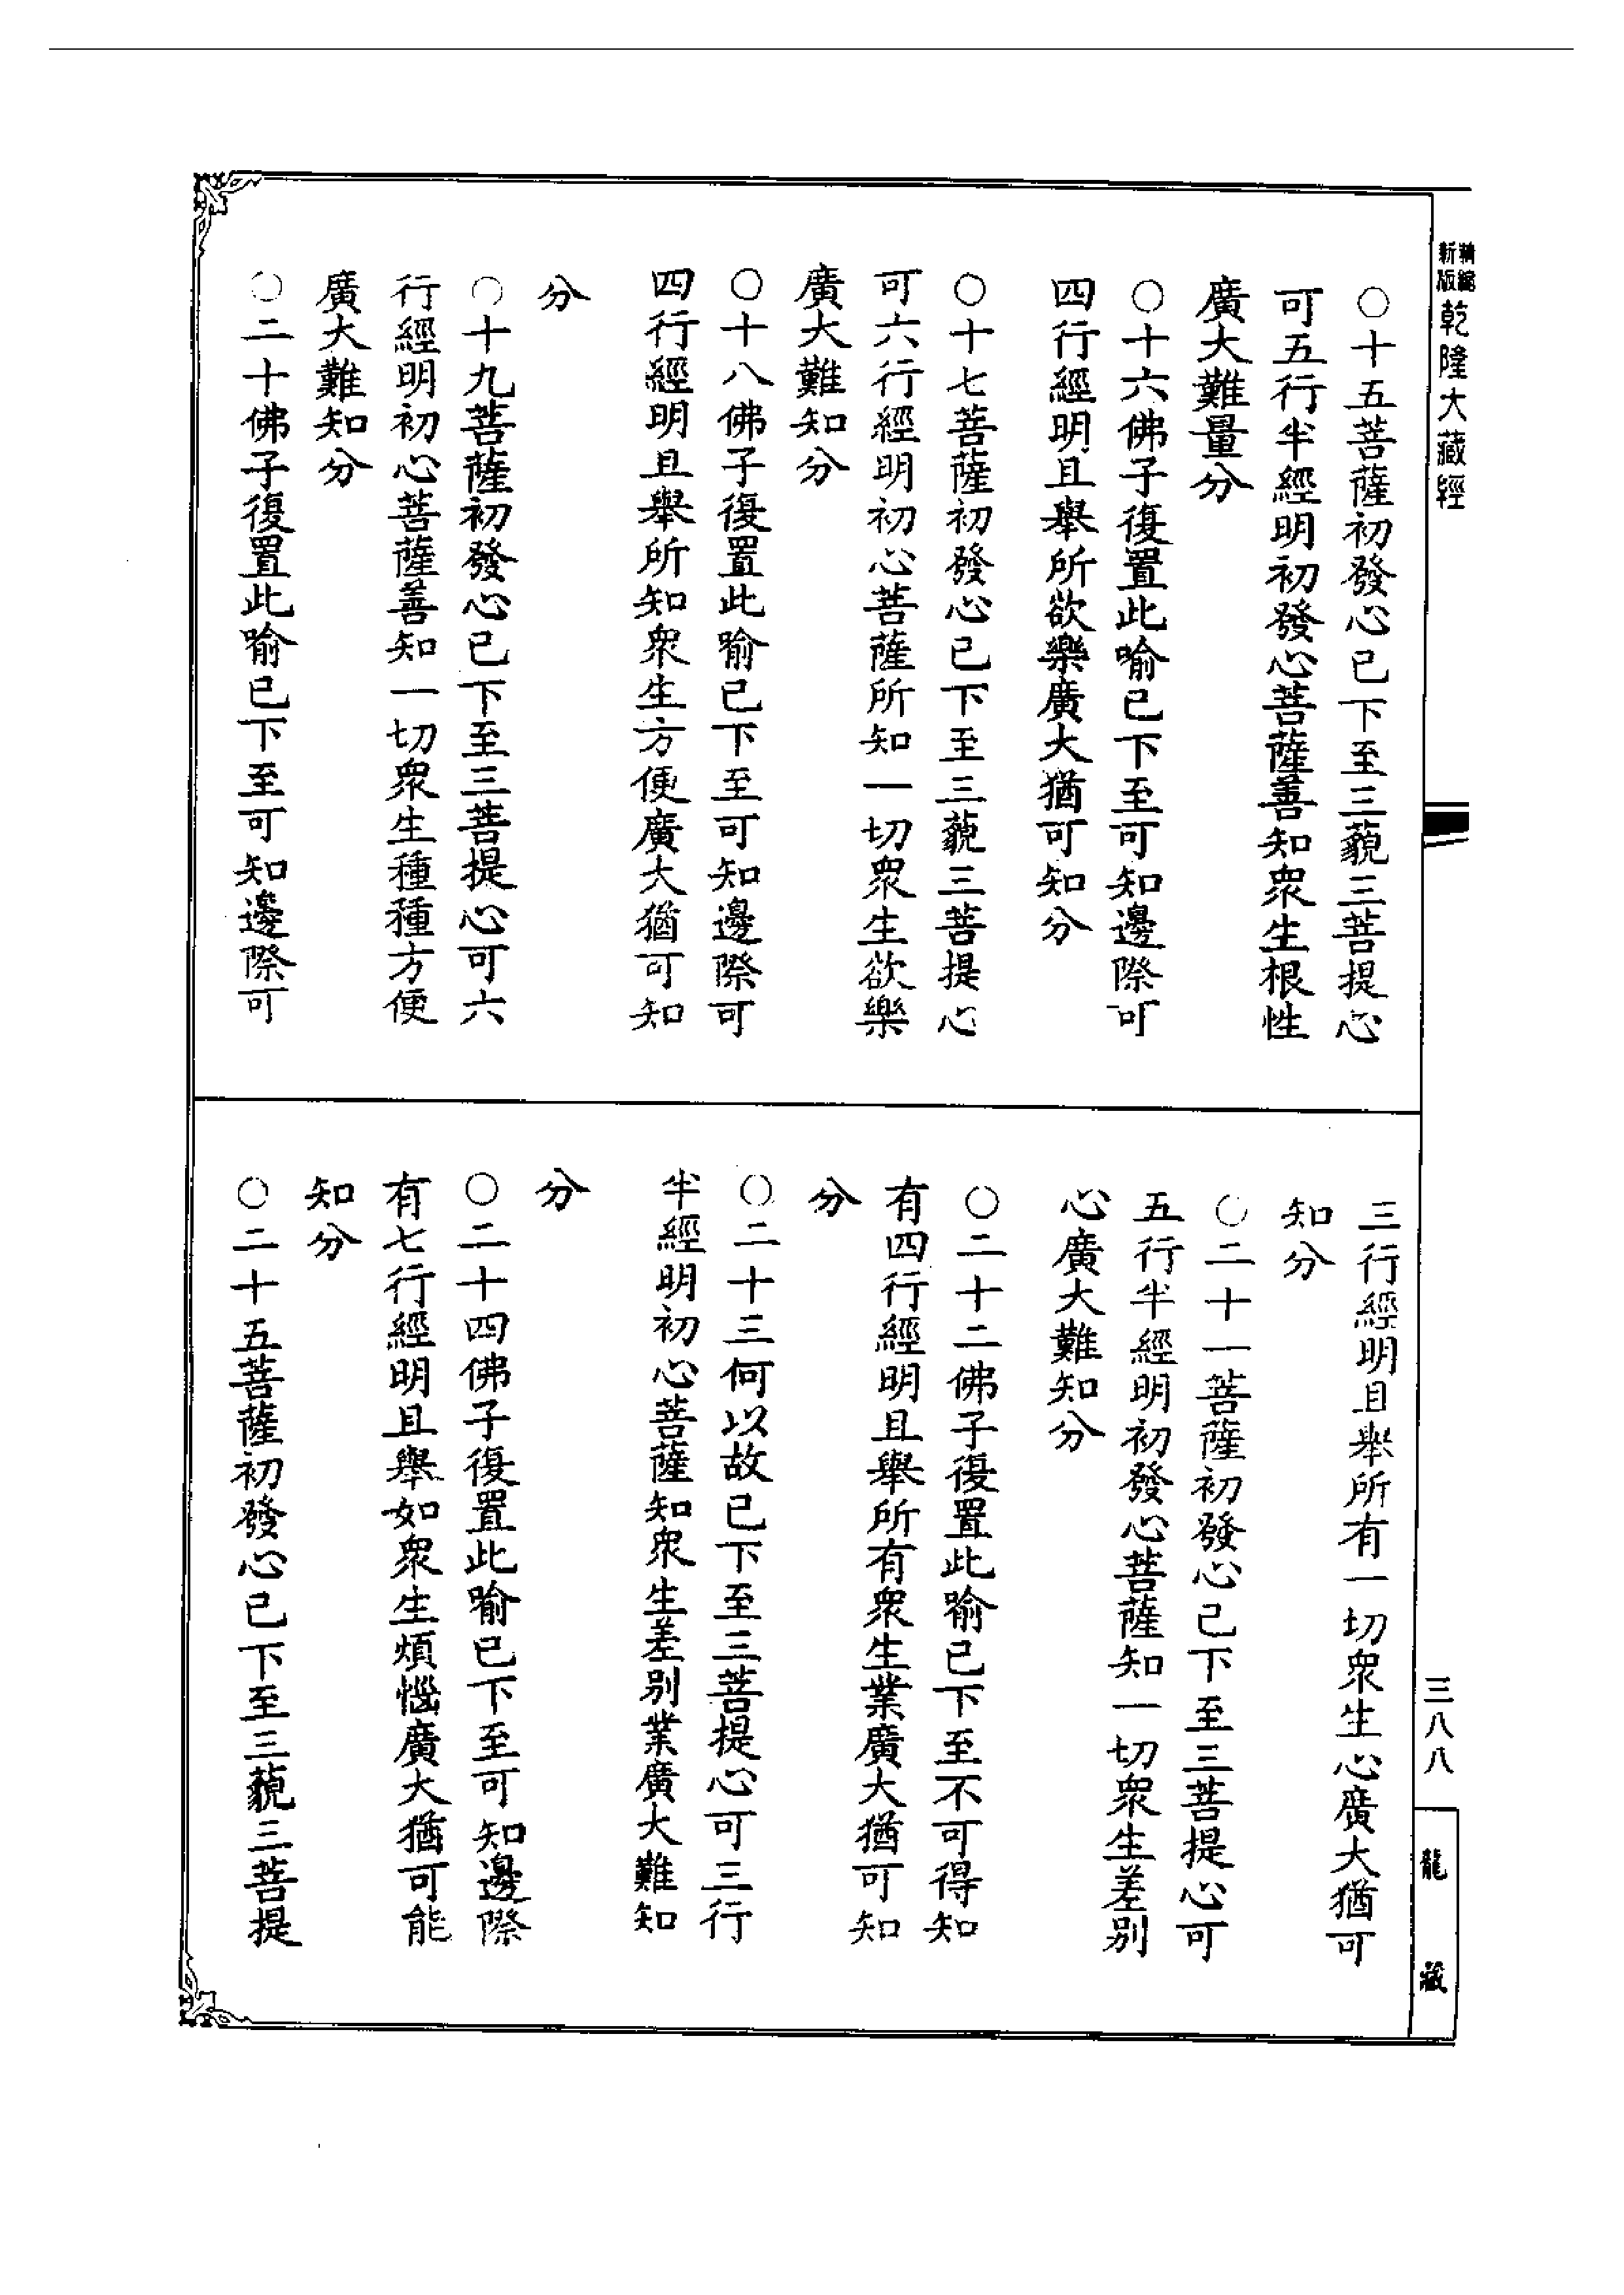 新版精縮乾隆大藏經
○十五菩薩初發心已下至三藐三菩提心
可五行半經明初發心菩薩善知衆生根性
廣大難量分
○十六佛子復置此喻已下至可知邊際可
四行經明且舉所欲樂廣大猶可知分
○十七菩薩初發心已下至三藐三菩提心
可六行經明初心菩薩所知一切衆生欲樂
廣大難知分
○十八佛子復置此喻已下至可知邊際可
四行經明且舉所知衆生方便廣大猶可知
分
○十九菩薩初發心已下至三菩提心可六
行經明初心菩薩善知一切衆生種種方便
廣大難知分
○二十佛子復置此喻已下至可知邊際可
三行經明且舉所有一切衆生心廣大猶可
知分
○二十一菩薩初發心已下至三菩提心可
五行半經明初發心菩薩知一切衆生差别
心廣大難知分
○二十二佛子復置此喻已下至不可得知
有四行經明且舉所有衆生業廣大猶可知
分
○二十三何以故已下至三菩提心可三行
半經明初心菩薩知衆生差别業廣大難知
分
○二十四佛子復置此喻已下至可知邊際
有七行經明且舉如衆生煩惱廣大猶可能
知分
○二十五菩薩初發心已下至三藐三菩提
三八八
龍藏